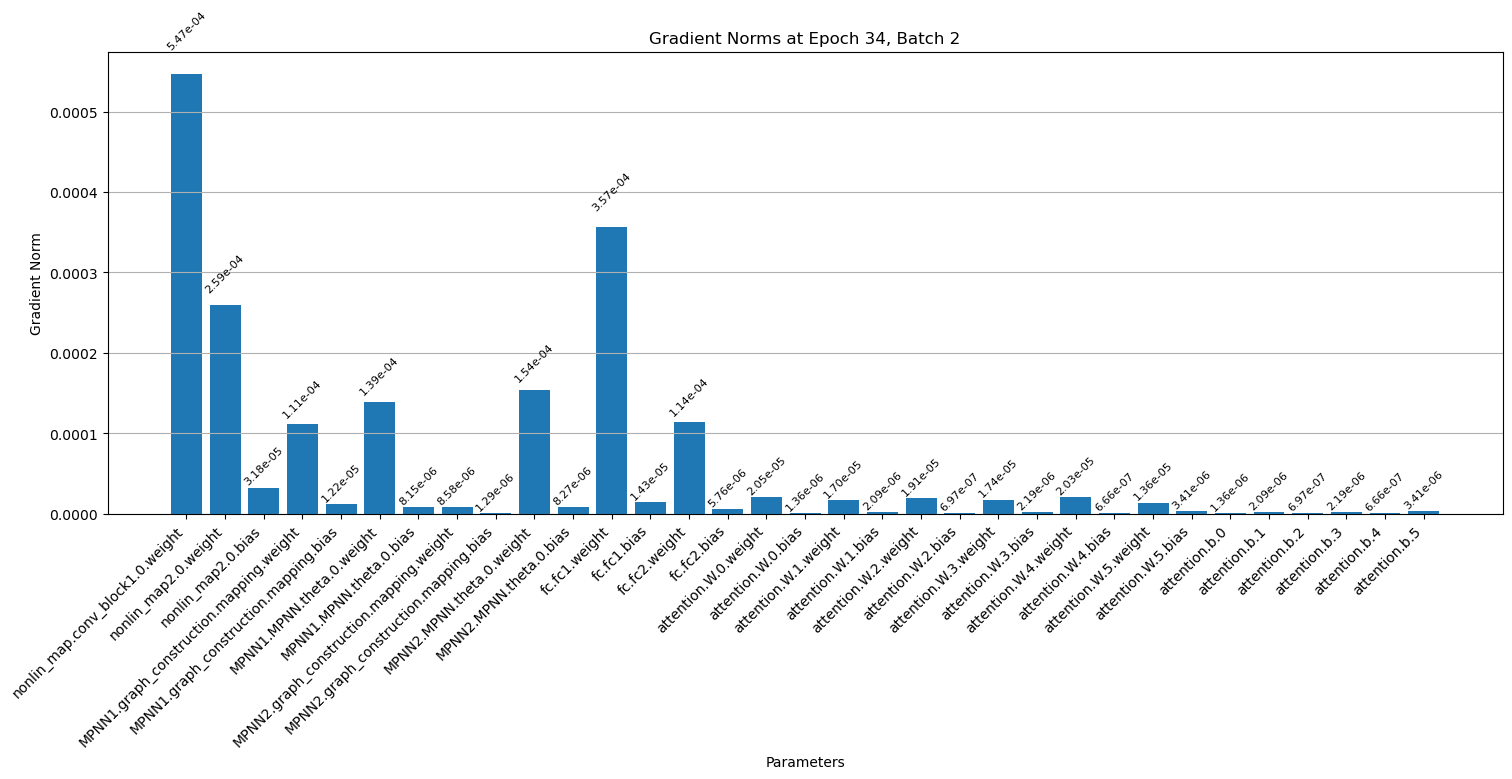 Gradient Norms at Epoch 34, Batch 2
Gradient Norm
0.0005
0.0004
0.0003
0.0002
0.0001
0.0000
5.47e-04
2.59e-04
3.18e-05
1.11e-04
1.22e-05
1.39e-04
8.15e-06
8.58e-06
1.29e-06
1.54e-04
8.27e-06
3.57e-04
1.43e-05
1.14e-04
5.76e-06
2.05e-05
1.36e-06
1.70e-05
2.09e-06
1.91e-05
6.97e-07
1.74e-05
2.19e-06
2.03e-05
6.66e-07
1.36e-05
3.41e-06
1.36e-06
2.09e-06
6.97e-07
2.19e-06
6.66e-07
3.41e-06
nonlin_map.conv_block1.0.weight
nonlin_map2.0.weight
nonlin_map2.0.bias
MPNN1.graph_construction.mapping.weight
MPNN1.graph_construction.mapping.bias
MPNN1.MPNN.theta.0.weight
MPNN1.MPNN.theta.0.bias
MPNN2.graph_construction.mapping.weight
MPNN2.graph_construction.mapping.bias
MPNN2.MPNN.theta.0.weight
MPNN2.MPNN.theta.0.bias
fc.fc1.weight
fc.fc1.bias
fc.fc2.weight
fc.fc2.bias
attention.W.0.weight
attention.W.0.bias
attention.W.1.weight
attention.W.1.bias
attention.W.2.weight
attention.W.2.bias
attention.W.3.weight
attention.W.3.bias
attention.W.4.weight
attention.W.4.bias
attention.W.5.weight
attention.W.5.bias
attention.b.0
attention.b.1
attention.b.2
attention.b.3
attention.b.4
attention.b.5
Parameters